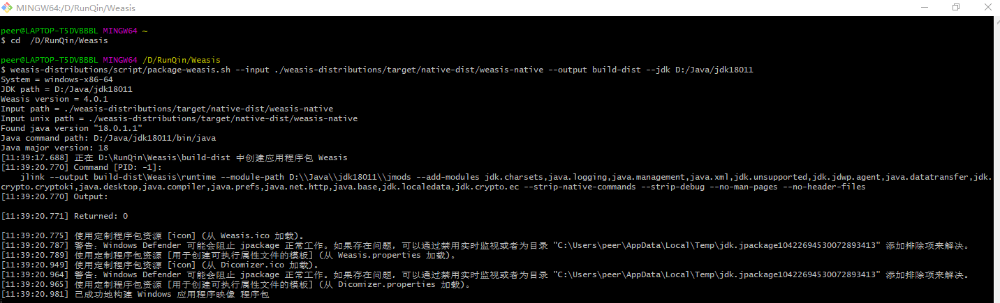 MINGW64:/D/RunQin/Weasis
peer@LAPTOP-T5DVBBBL MINGW64 ~
$ cd  /D/RunQin/Weasis
peer@LAPTOP-T5DVBBBL MINGW64 /D/RunQin/Weasis
$ weasis-distributions/script/package-weasis.sh --input ./weasis-distributions/target/native-dist/weasis-native --output build-dist --jdk D:/Java/jdk18011
System = windows-x86-64
JDK path = D:/Java/jdk18011
Weasis version = 4.0.1
Input path = ./weasis-distributions/target/native-dist/weasis-native
Input unix path = ./weasis-distributions/target/native-dist/weasis-native
Found java version "18.0.1.1"
Java command path: D:/Java/jdk18011/bin/java
Java major version: 18
[11:39:17.688] 正在 D:\RunQin\Weasis\build-dist 中创建应用程序包 Weasis
[11:39:20.770] Command [PID: -1]:
    jlink --output build-dist\Weasis\runtime --module-path D:\\Java\\jdk18011\\jmods --add-modules jdk.charsets,java.logging,java.management,java.xml,jdk.unsupported,jdk.jdwp.agent,java.datatransfer,jdk.
crypto.cryptoki,java.desktop,java.compiler,java.prefs,java.net.http,java.base,jdk.localedata,jdk.crypto.ec --strip-native-commands --strip-debug --no-man-pages --no-header-files
[11:39:20.770] Output:
[11:39:20.771] Returned: 0
[11:39:20.775] 使用定制程序包资源 [icon] (从 Weasis.ico 加载)。
[11:39:20.787] 警告: Windows Defender 可能会阻止 jpackage 正常工作。如果存在问题，可以通过禁用实时监视或者为目录 "C:\Users\peer\AppData\Local\Temp\jdk.jpackage10422694530072893413" 添加排除项来解决。
[11:39:20.789] 使用定制程序包资源 [用于创建可执行属性文件的模板] (从 Weasis.properties 加载)。
[11:39:20.949] 使用定制程序包资源 [icon] (从 Dicomizer.ico 加载)。
[11:39:20.964] 警告: Windows Defender 可能会阻止 jpackage 正常工作。如果存在问题，可以通过禁用实时监视或者为目录 "C:\Users\peer\AppData\Local\Temp\jdk.jpackage10422694530072893413" 添加排除项来解决。
[11:39:20.965] 使用定制程序包资源 [用于创建可执行属性文件的模板] (从 Dicomizer.properties 加载)。
[11:39:20.981] 已成功地构建 Windows 应用程序映像 程序包